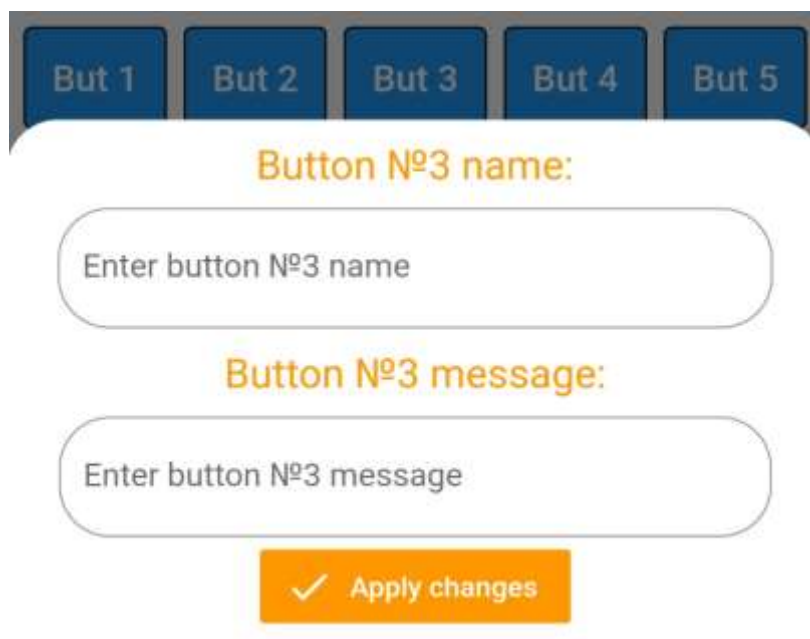 But 1 But 2 But 3 But 4 But 5
Button №3 name:
Enter button №3 name
Button №3 message:
Enter button №3 message
Apply changes